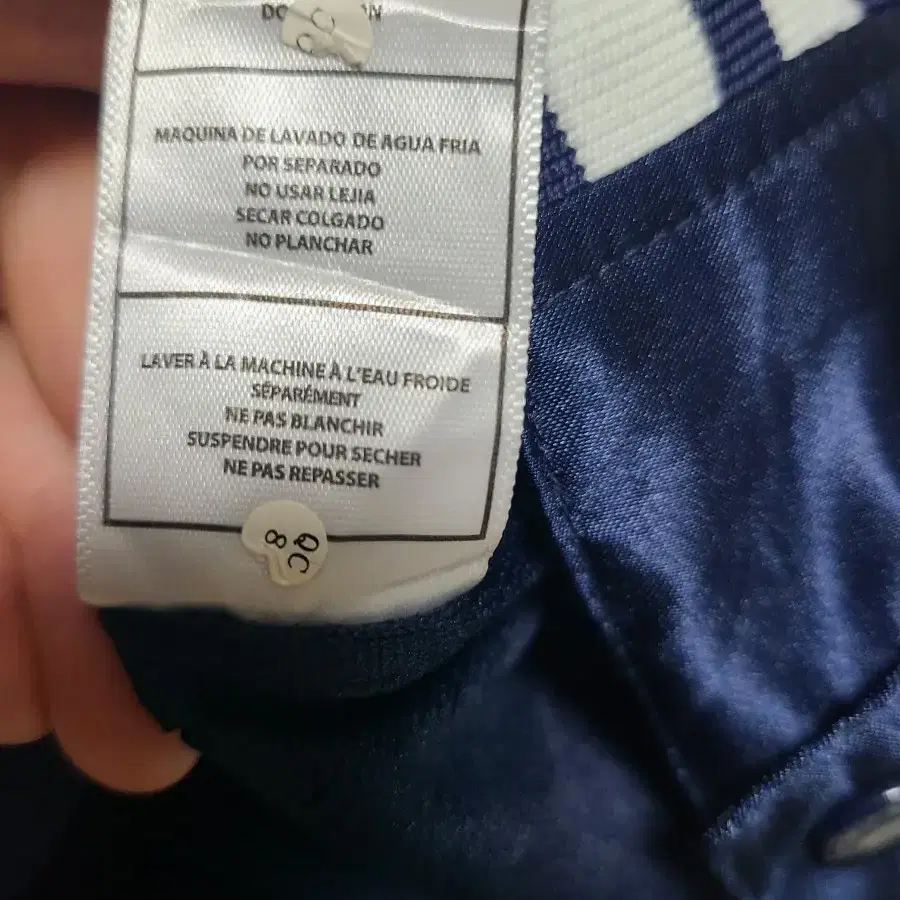 MAQUINA DE LAVADO DE AGUA FRIA
POR SEPARADO
NO USAR LEJIA
SECAR COLGADO
NO PLANCHAR
LAVER À LA MACHINE À L'EAU FROIDE
SÉPARÉMENT
NE PAS BLANCHIR
SUSPENDRE POUR SECHER
NE PAS REPASSER
QC
8